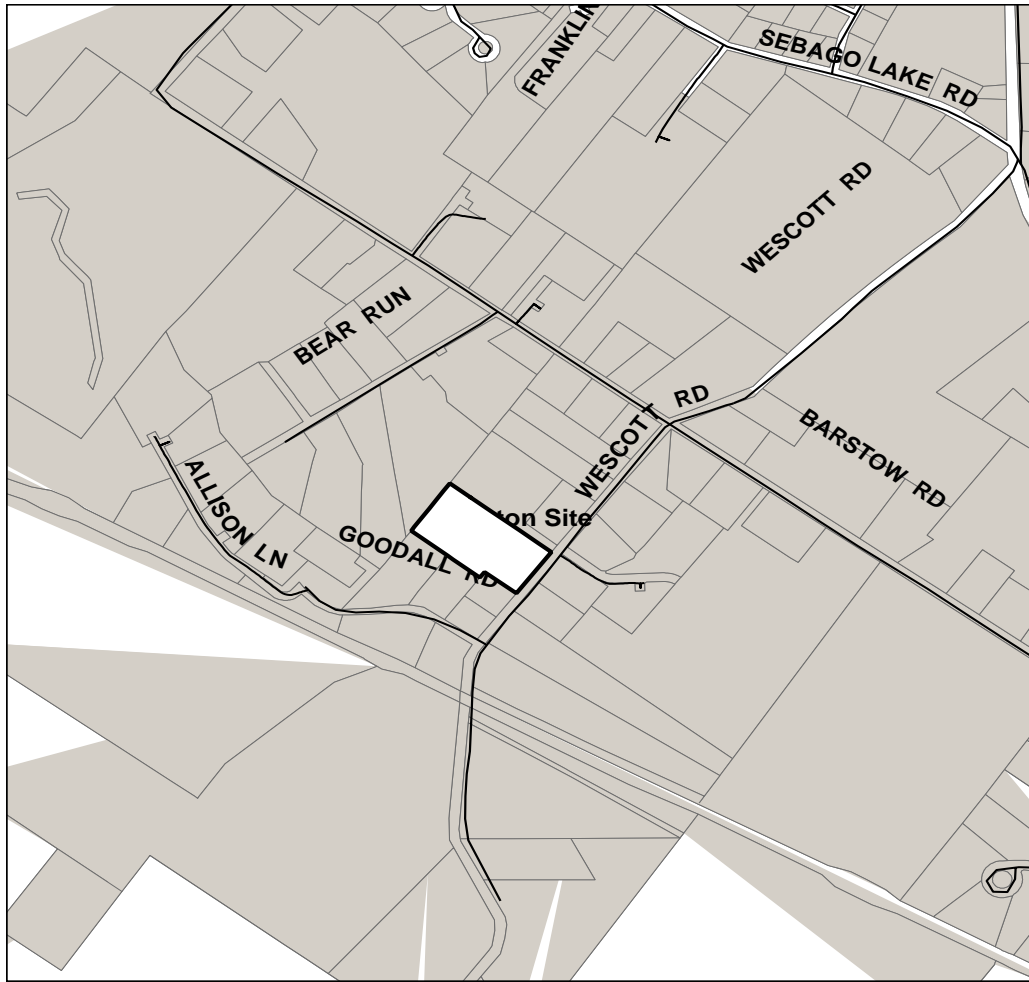 FRANKLIN
SEBAGO LAKE RD
WESCOTT RD
BEAR RUN
WESCOTT RD
BARSTOW RD
ALLISON LN
GOODALL RD
Site